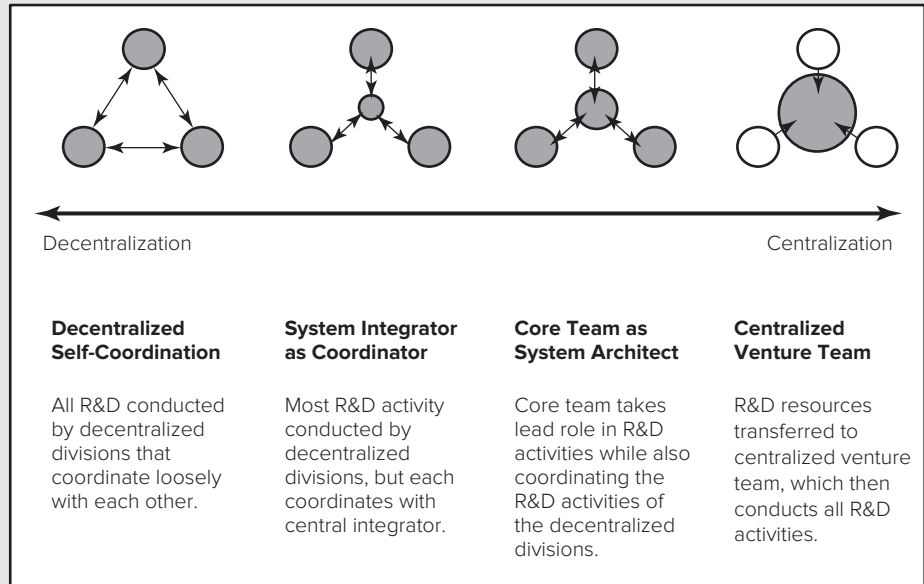 Decentralization
Centralization
Decentralized
Self-Coordination
All R&D conducted
by decentralized
divisions that
coordinate loosely
with each other.
System Integrator
as Coordinator
Most R&D activity
conducted by
decentralized
divisions, but each
coordinates with
central integrator.
Core Team as
System Architect
Core team takes
lead role in R&D
activities while also
coordinating the
R&D activities of
the decentralized
divisions.
Centralized
Venture Team
R&D resources
transferred to
centralized venture
team, which then
conducts all R&D
activities.